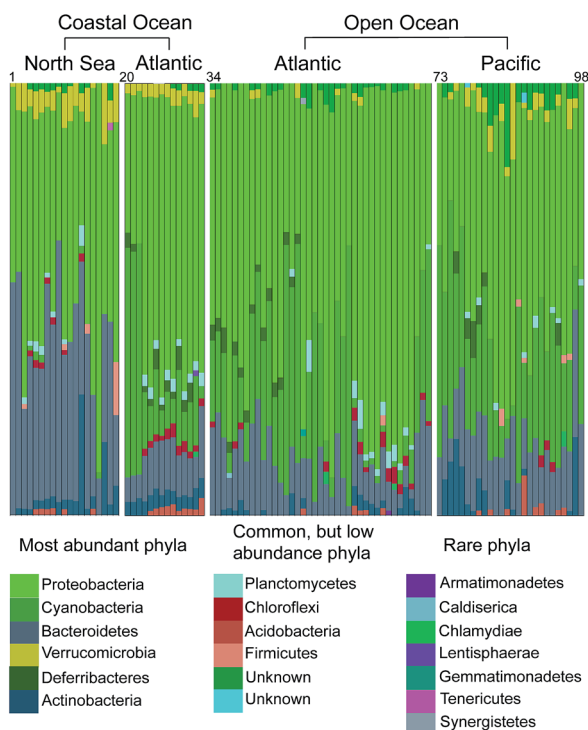 Coastal Ocean
Open Ocean
North Sea
Atlantic
Atlantic
Pacific
1
20
34
73
98
Most abundant phyla
Proteobacteria
Cyanobacteria
Bacteroidetes
Verrucomicrobia
Deferribacteres
Actinobacteria
Common, but low
abundance phyla
Planctomycetes
Chloroflexi
Acidobacteria
Firmicutes
Unknown
Unknown
Rare phyla
Armatimonadetes
Caldiserica
Chlamydiae
Lentisphaerae
Gemmatimonadetes
Tenericutes
Synergistetes